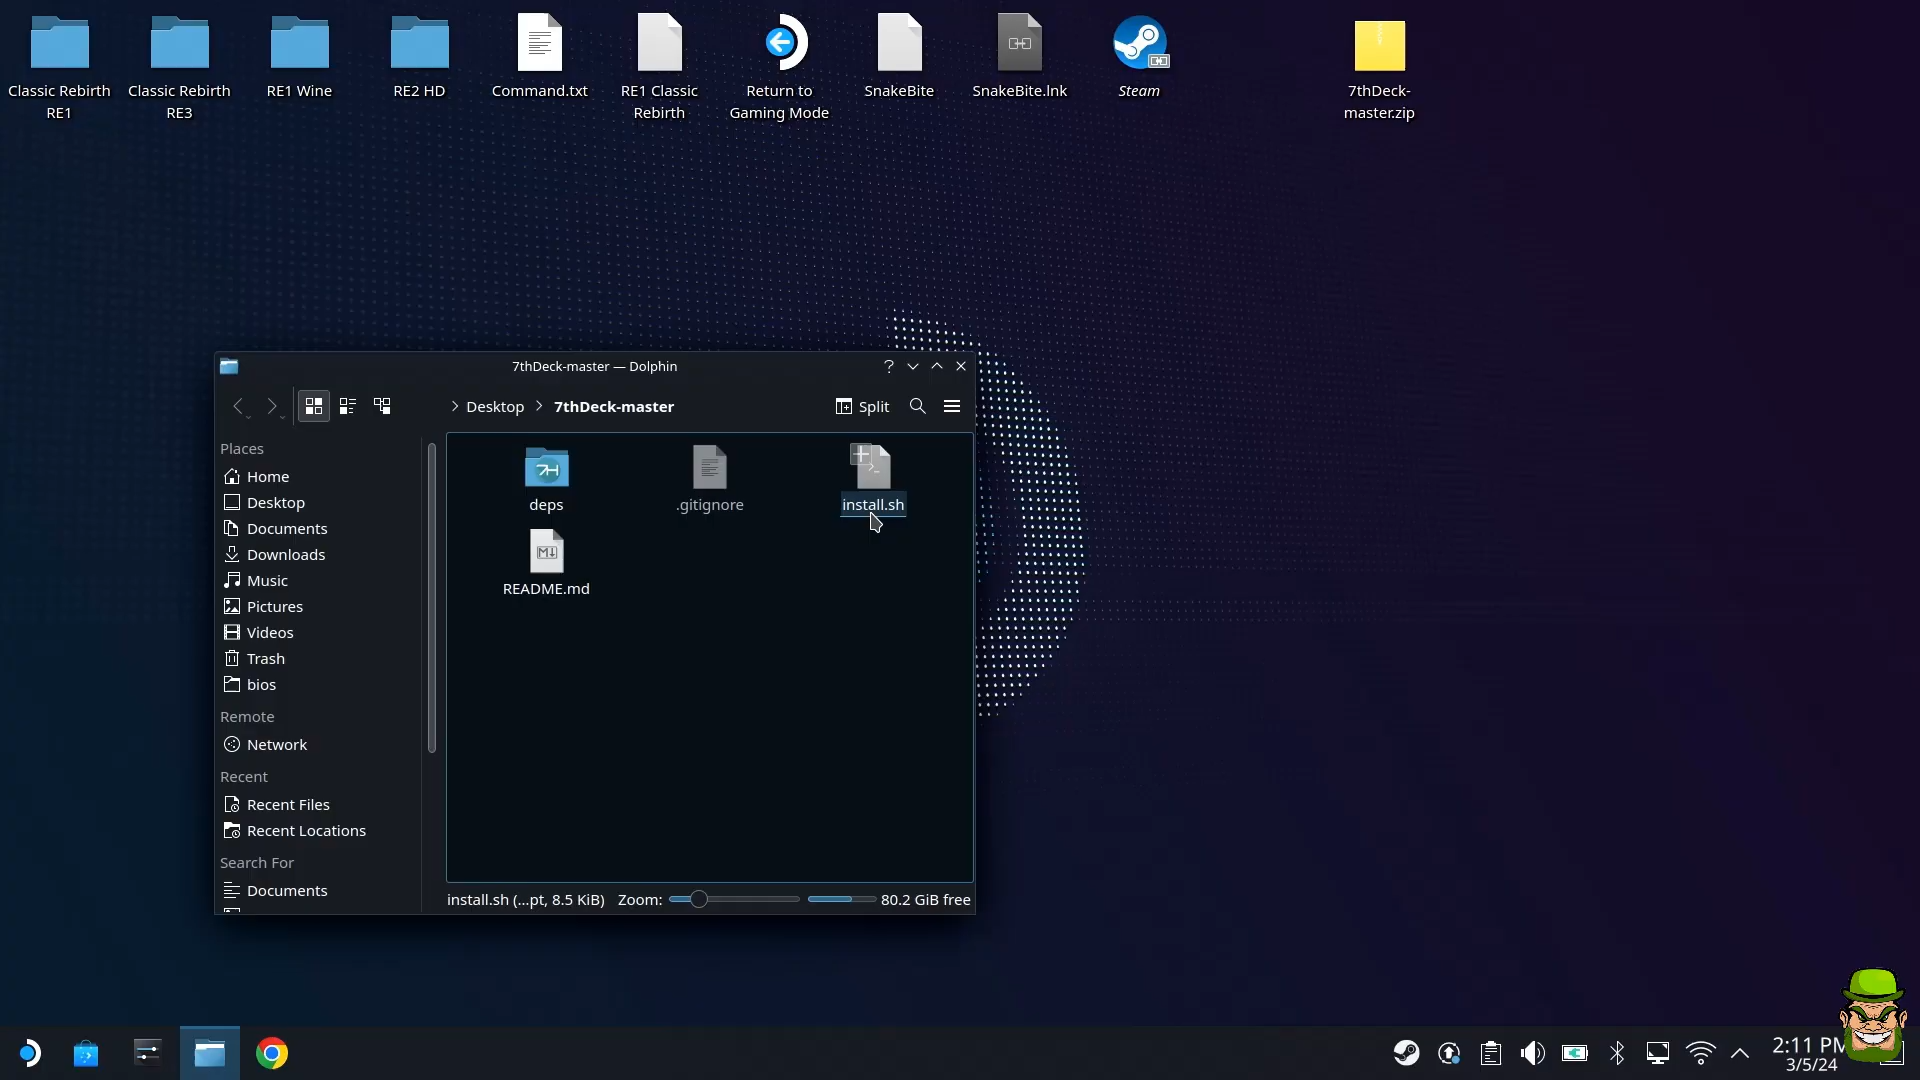 Classic Rebirth
RE1
Classic Rebirth
RE3
RE1 Wine
RE2 HD
Command.txt
RE1 Classic
Rebirth
Return to
Gaming Mode
SnakeBite
SnakeBite.lnk
Steam
7thDeck-
master.zip
7thDeck-master — Dolphin
Desktop
7thDeck-master
Split
Places
Home
Desktop
Documents
Downloads
Music
Pictures
Videos
Trash
bios
Remote
Network
Recent
Recent Files
Recent Locations
Search For
Documents
deps
.gitignore
install.sh
README.md
install.sh (...pt, 8.5 KiB)
Zoom:
80.2 GiB free
2:11 PM
3/5/24